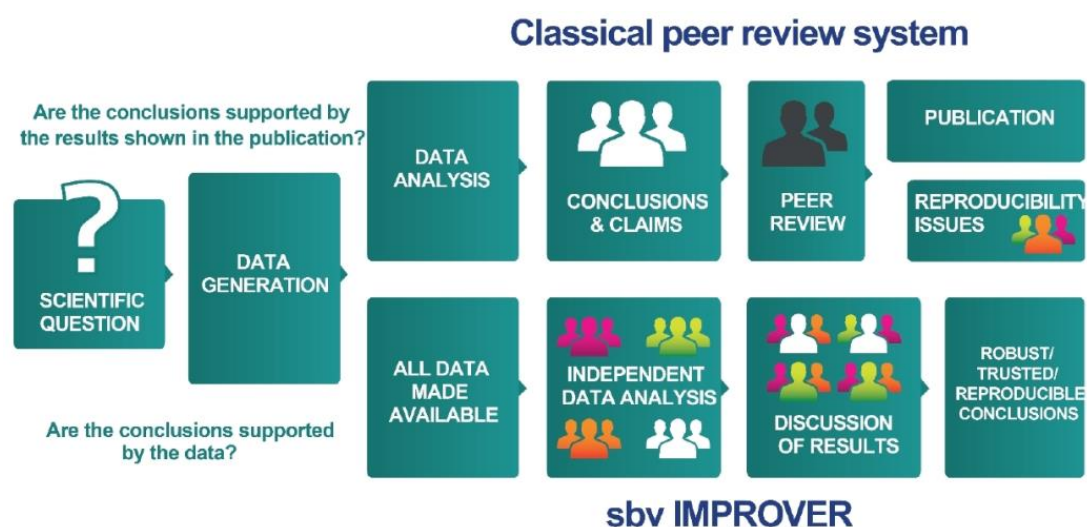 Classical peer review system
Are the conclusions supported by
the results shown in the publication?
?
SCIENTIFIC
QUESTION
DATA
GENERATION
DATA
ANALYSIS
CONCLUSIONS
& CLAIMS
PEER
REVIEW
PUBLICATION
REPRODUCIBILITY
ISSUES
Are the conclusions supported
by the data?
ALL DATA
MADE
AVAILABLE
INDEPENDENT
DATA ANALYSIS
DISCUSSION
OF RESULTS
ROBUST/
TRUSTED/
REPRODUCIBLE
CONCLUSIONS
sbv IMPROVER